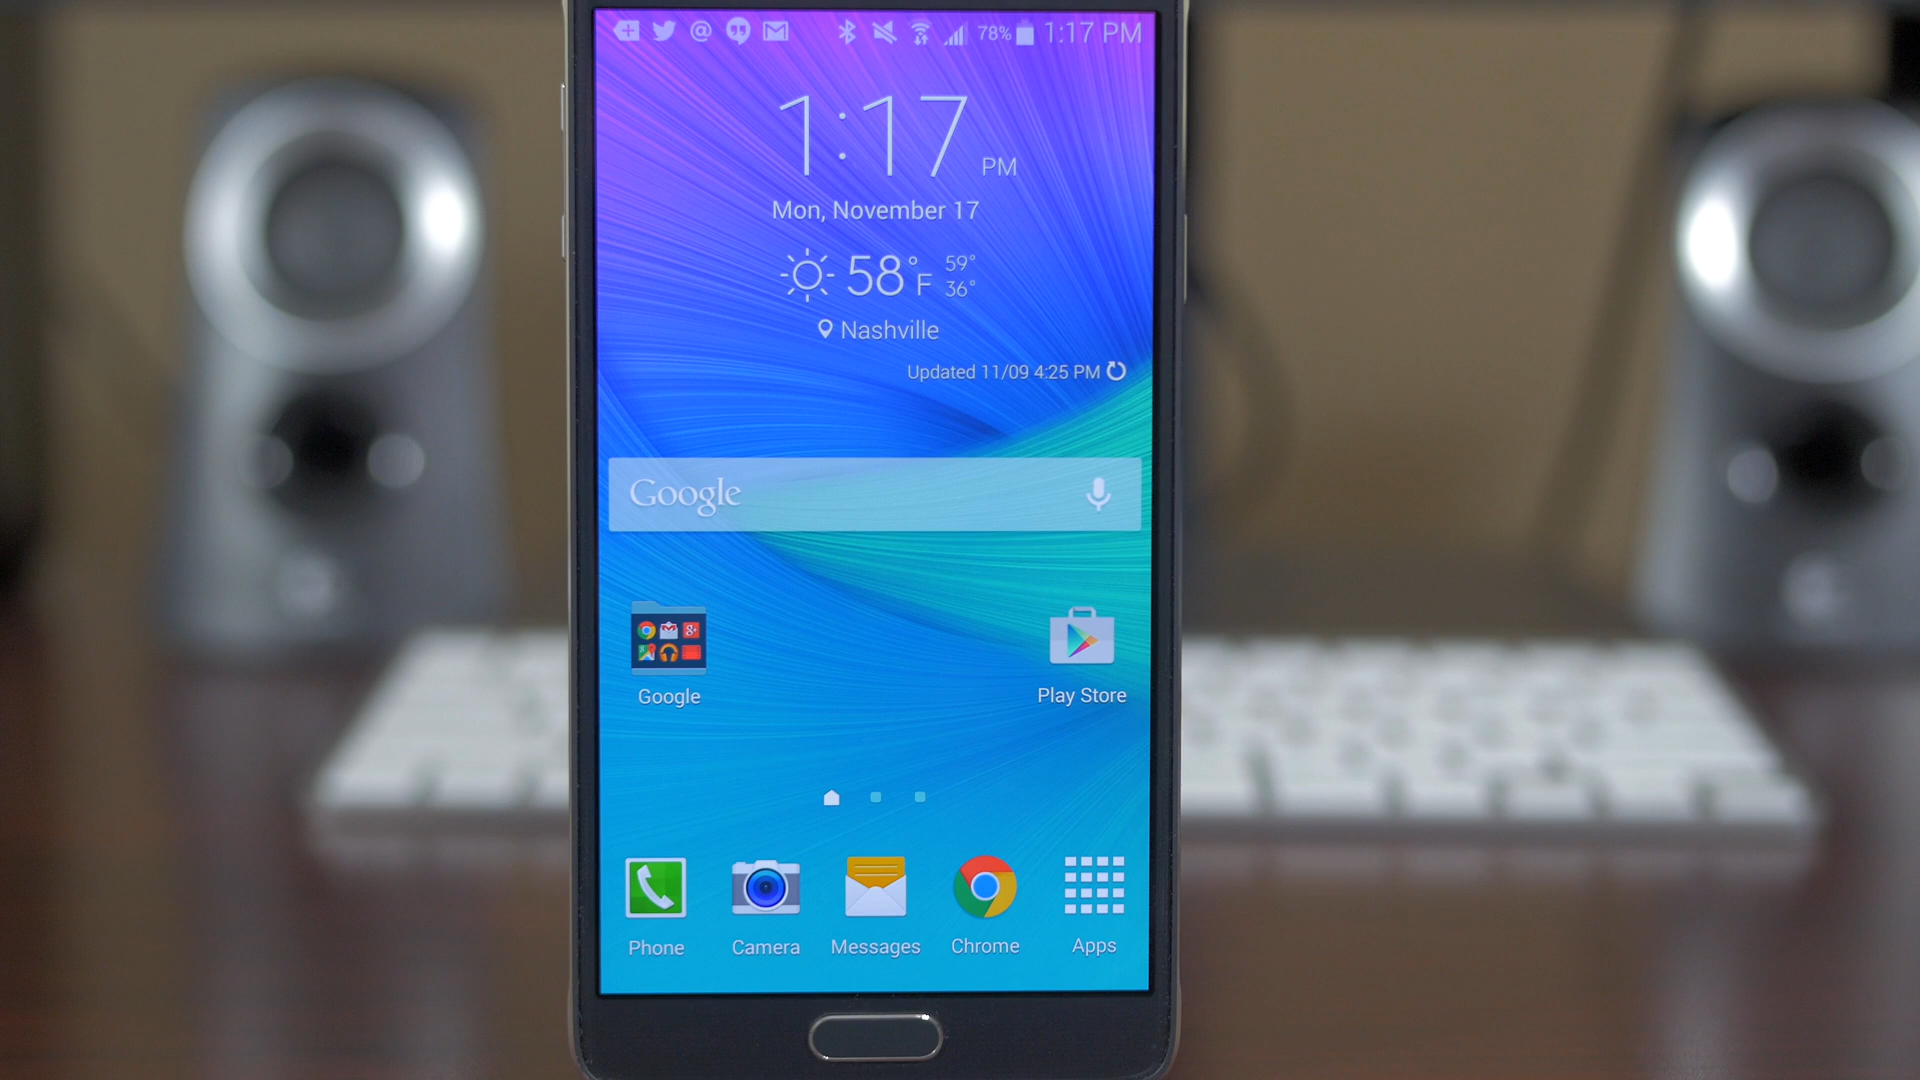 78% 1:17 PM
1:17 PM
Mon, November 17
58°F 59° 36°
Nashville
Updated 11/09 4:25 PM
Google
Google
Play Store
Phone
Camera
Messages
Chrome
Apps